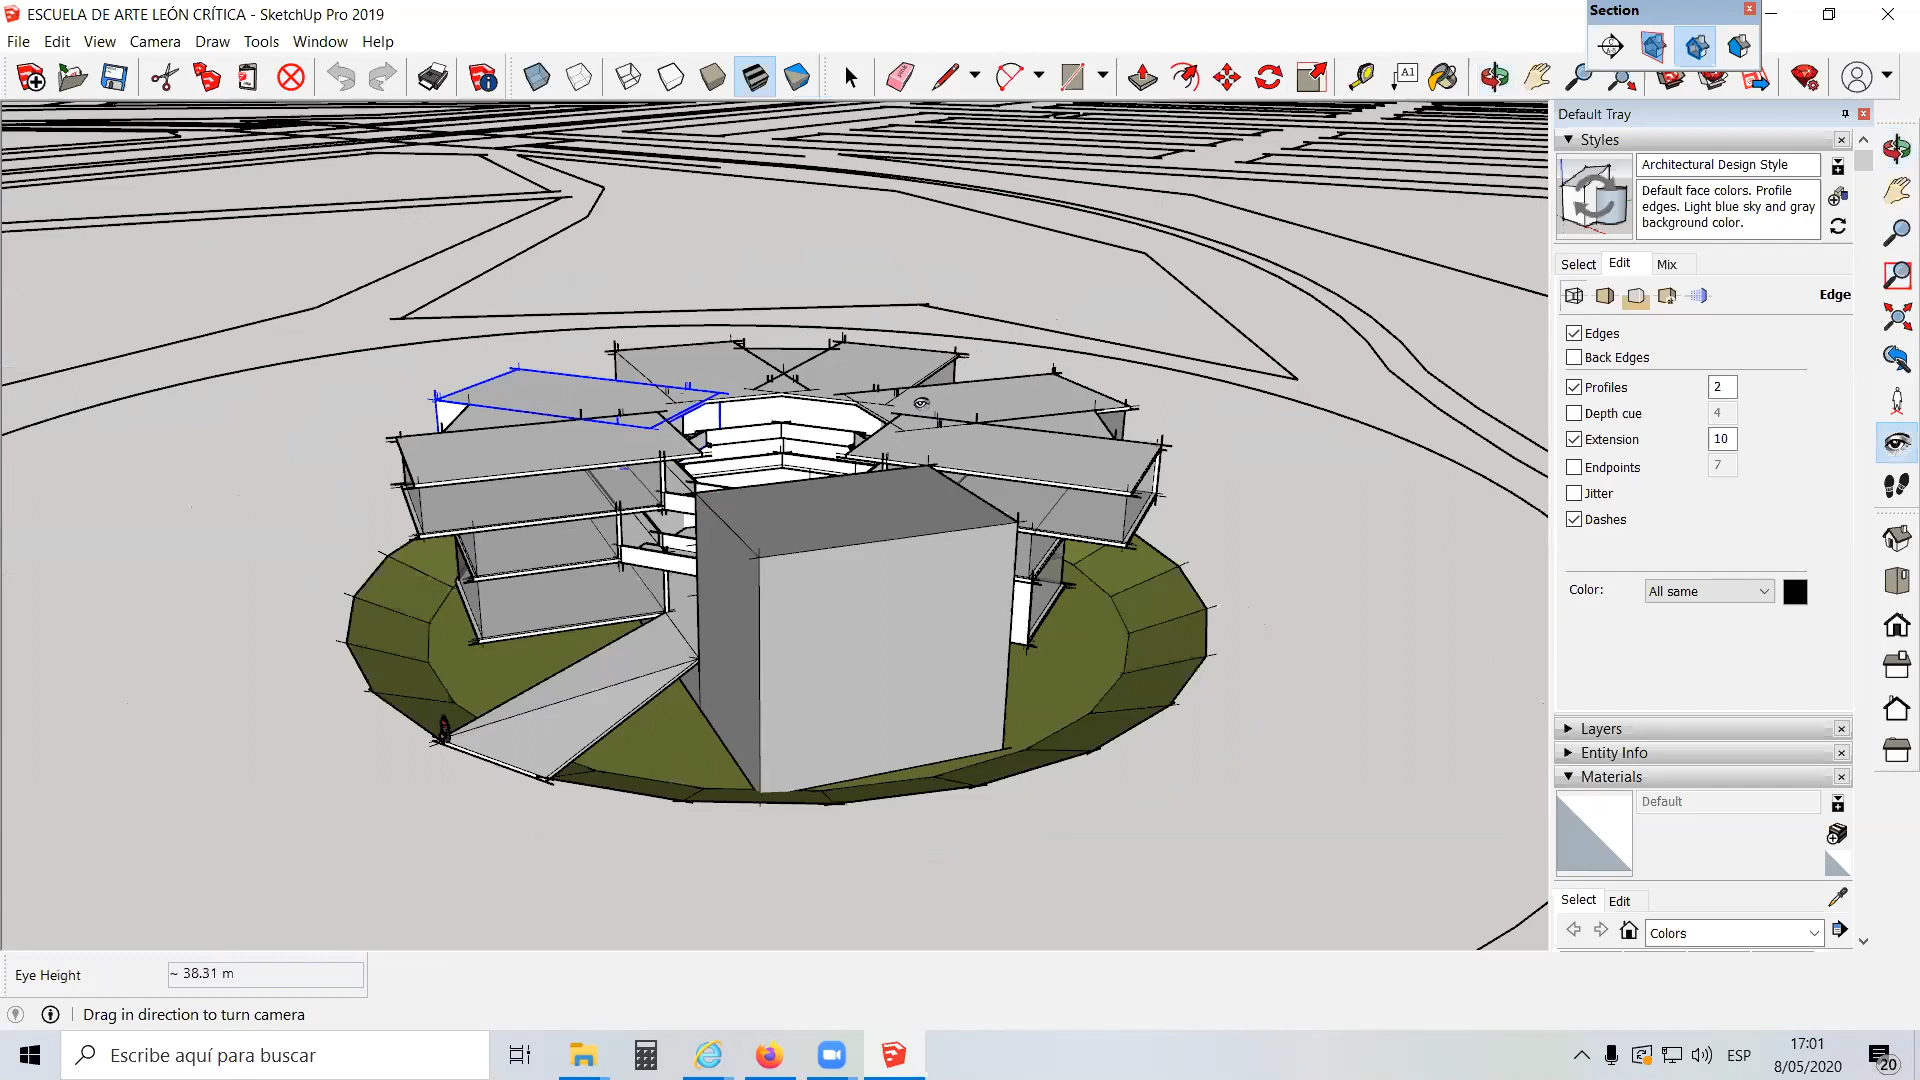 ESCUELA DE ARTE LEÓN CRÍTICA - SketchUp Pro 2019
Section
File Edit View Camera Draw Tools Window Help
A1
Default Tray
Styles
Architectural Design Style
Default face colors. Profile
edges. Light blue sky and gray
background color.
Select Edit Mix
Edge
Edges
Back Edges
Profiles 2
Depth cue 4
Extension 10
Endpoints 7
Jitter
Dashes
Color: All same
Layers
Entity Info
Materials
Default
Select Edit
Colors
Eye Height ~ 38.31 m
Drag in direction to turn camera
Escribe aquí para buscar
ESP
17:01
8/05/2020
20